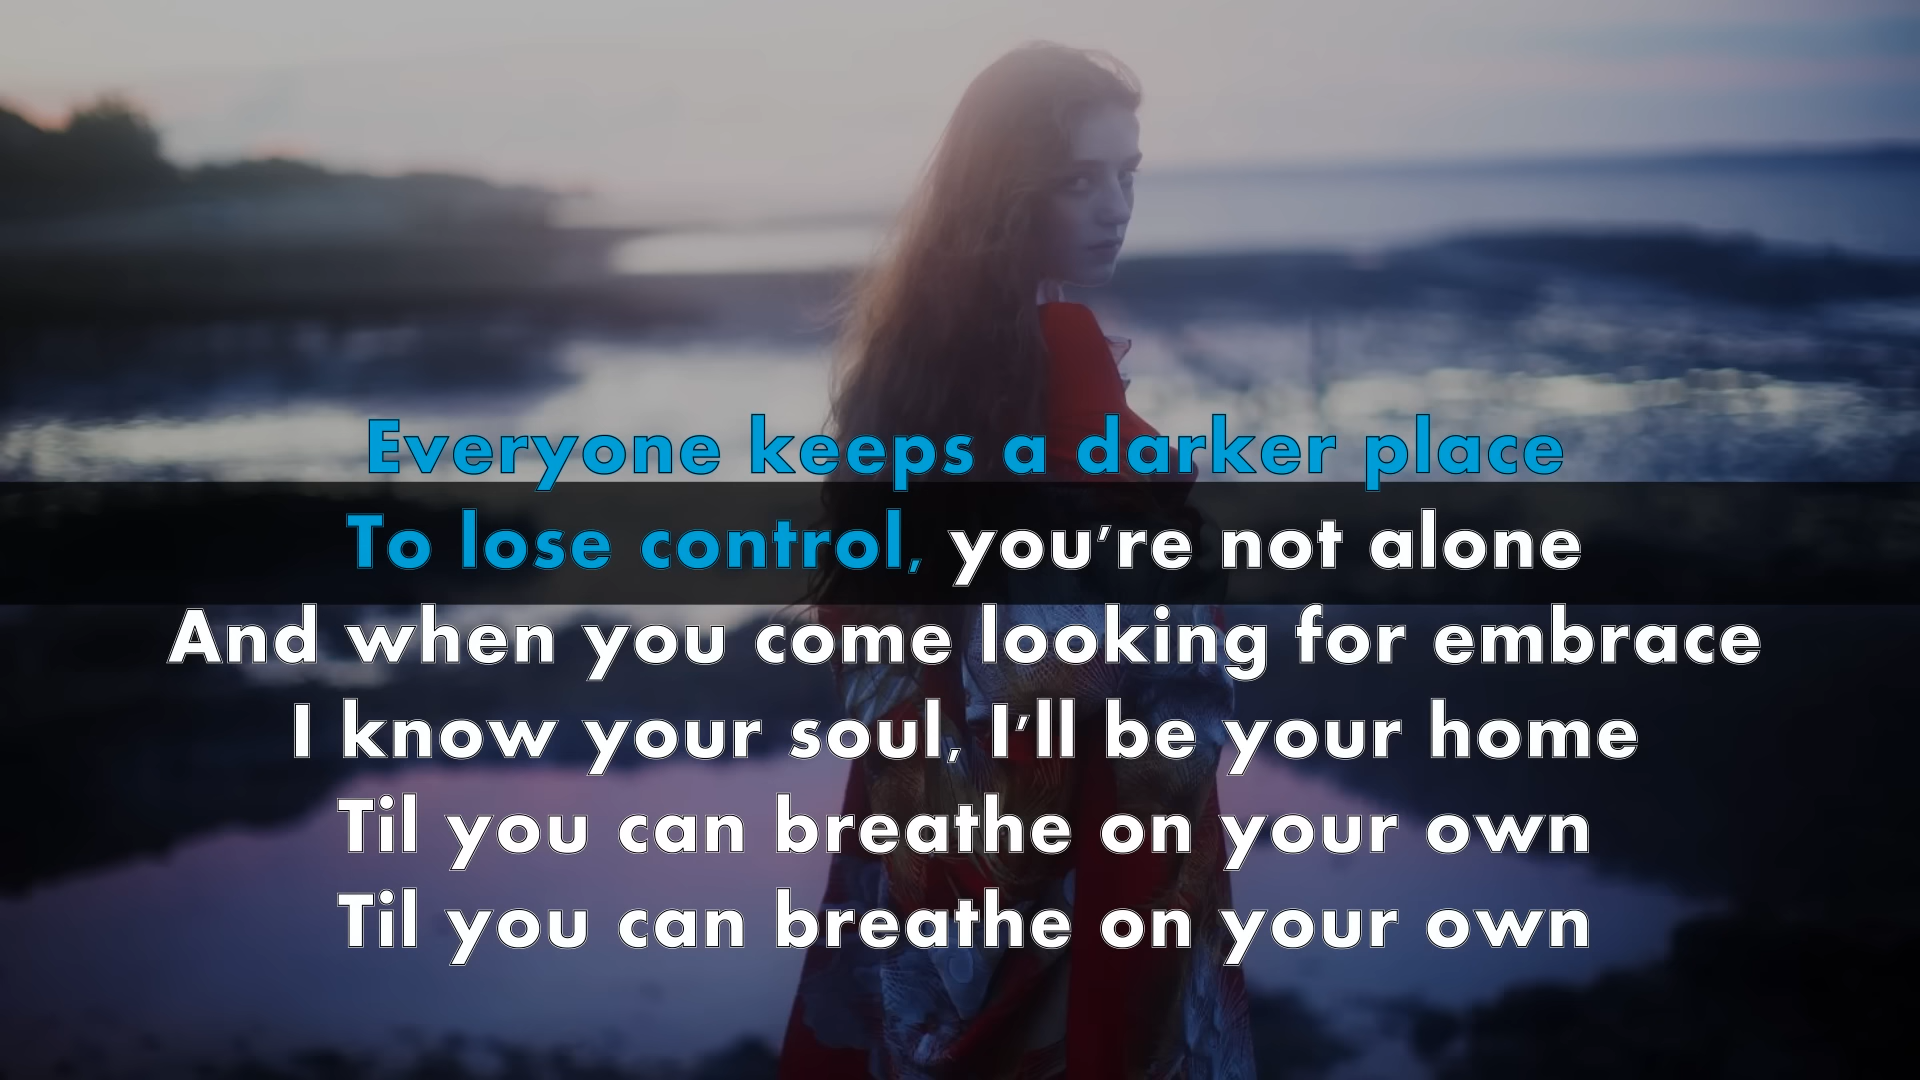 Everyone keeps a darker place
To lose control, you’re not alone
And when you come looking for embrace
I know your soul, I’ll be your home
Til you can breathe on your own
Til you can breathe on your own